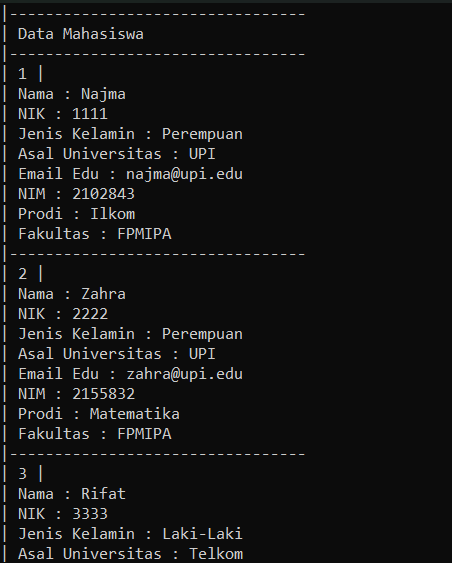 |---------------------------------
| Data Mahasiswa
|---------------------------------
| 1 |
| Nama : Najma
| NIK : 1111
| Jenis Kelamin : Perempuan
| Asal Universitas : UPI
| Email Edu : najma@upi.edu
| NIM : 2102843
| Prodi : Ilkom
| Fakultas : FPMIPA
|---------------------------------
| 2 |
| Nama : Zahra
| NIK : 2222
| Jenis Kelamin : Perempuan
| Asal Universitas : UPI
| Email Edu : zahra@upi.edu
| NIM : 2155832
| Prodi : Matematika
| Fakultas : FPMIPA
|---------------------------------
| 3 |
| Nama : Rifat
| NIK : 3333
| Jenis Kelamin : Laki-Laki
| Asal Universitas : Telkom